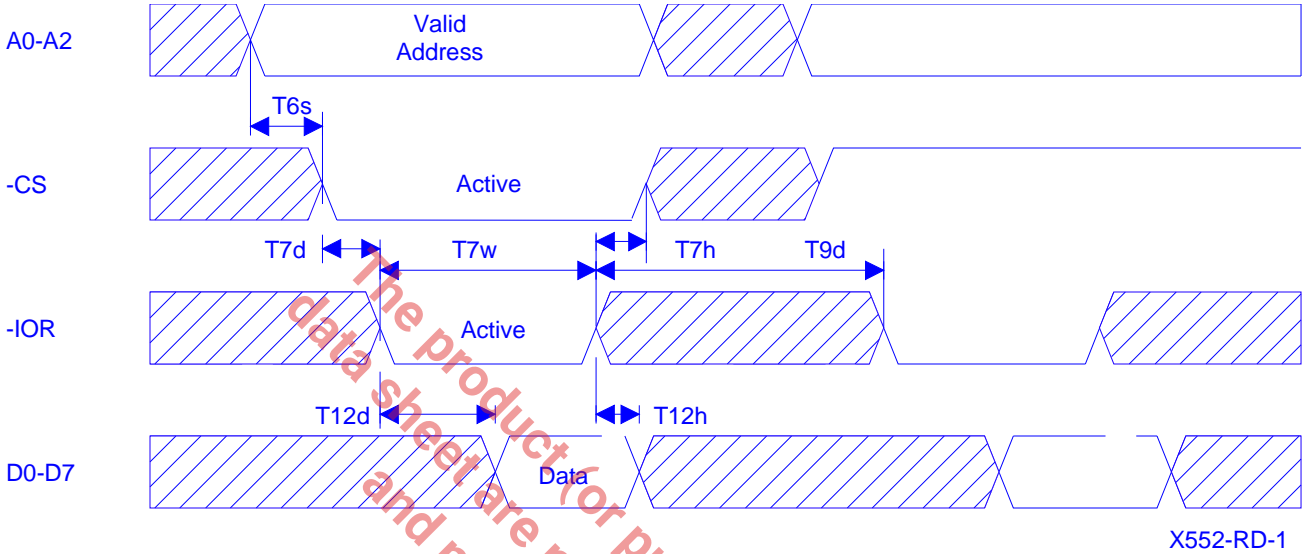 A0-A2
Valid
Address
T6s
-CS
Active
T7d
T7w
T7h
T9d
-IOR
Active
T12d
T12h
D0-D7
Data
X552-RD-1
The product (or
data sheet are
and